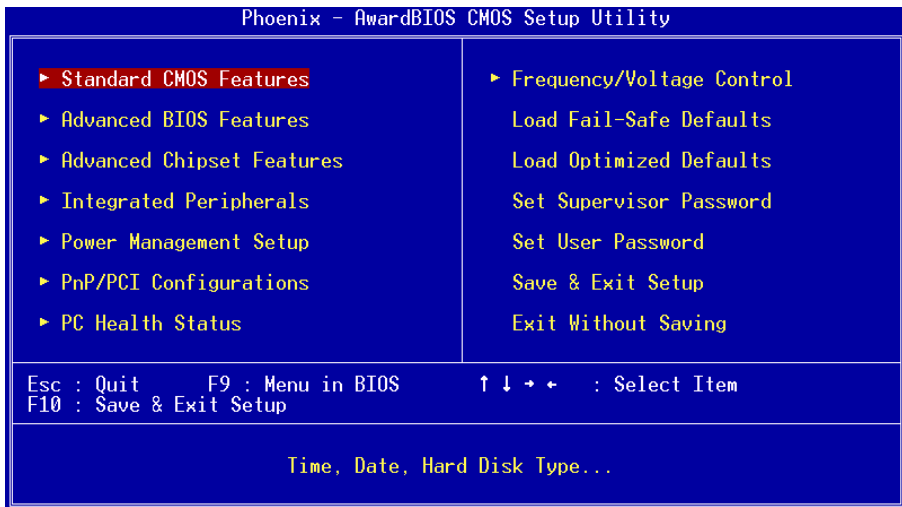 Phoenix - AwardBIOS CMOS Setup Utility
▶ Standard CMOS Features
▶ Advanced BIOS Features
▶ Advanced Chipset Features
▶ Integrated Peripherals
▶ Power Management Setup
▶ PnP/PCI Configurations
▶ PC Health Status
▶ Frequency/Voltage Control
Load Fail-Safe Defaults
Load Optimized Defaults
Set Supervisor Password
Set User Password
Save & Exit Setup
Exit Without Saving
Esc : Quit F9 : Menu in BIOS ↑ ↓ → ← : Select Item
F10 : Save & Exit Setup
Time, Date, Hard Disk Type...